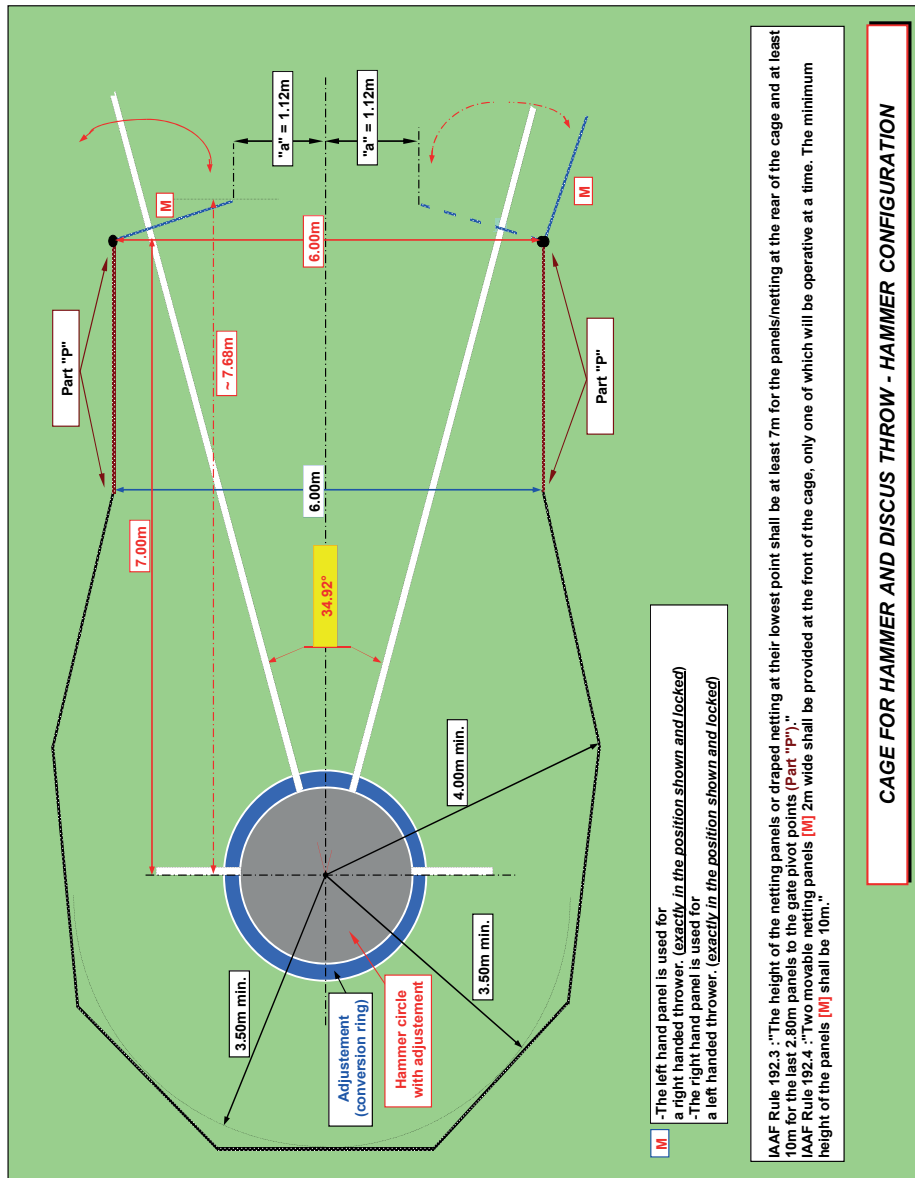 "a" = 1.12m
"a" = 1.12m
M
M
6.00m
Part "P"
Part "P"
~ 7.68m
7.00m
6.00m
34.92°
4.00m min.
3.50m min.
3.50m min.
Adjustement
(conversion ring)
Hammer circle
with adjustement
M
-The left hand panel is used for
a right handed thrower. (exactly in the position shown and locked)
-The right hand panel is used for
a left handed thrower. (exactly in the position shown and locked)
IAAF Rule 192.3 :"The height of the netting panels or draped netting at their lowest point shall be at least 7m for the panels/netting at the rear of the cage and at least
10m for the last 2.80m panels to the gate pivot points (Part "P")."
IAAF Rule 192.4 :"Two movable netting panels [M] 2m wide shall be provided at the front of the cage, only one of which will be operative at a time. The minimum
height of the panels [M] shall be 10m."
CAGE FOR HAMMER AND DISCUS THROW - HAMMER CONFIGURATION